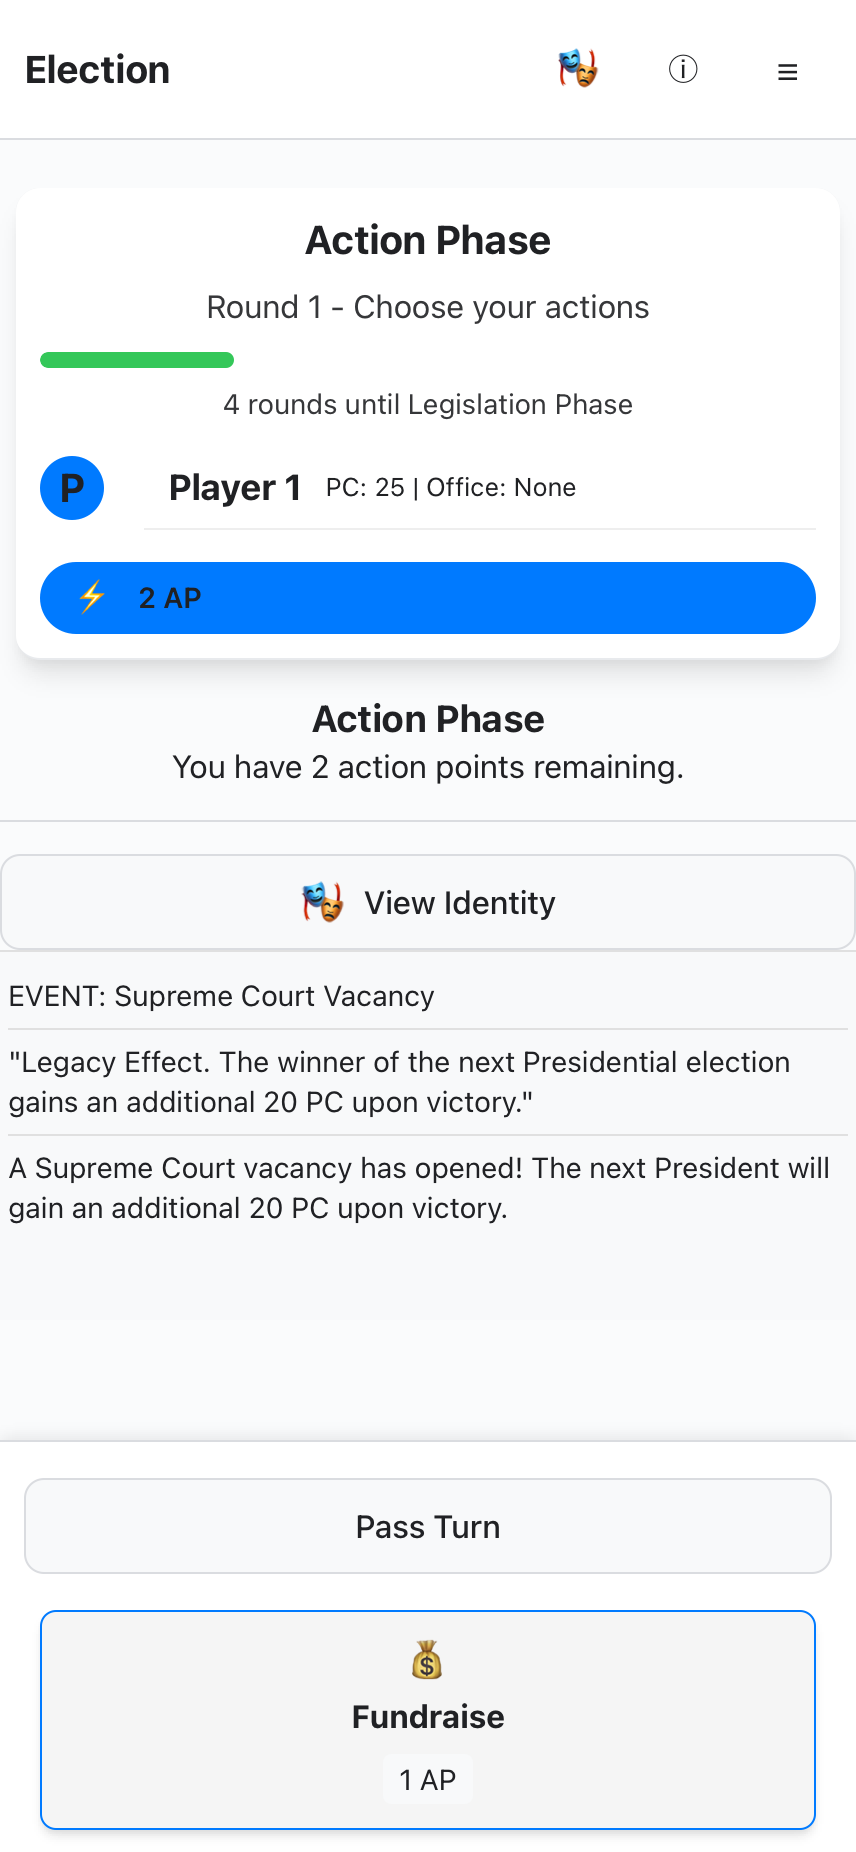 Election
Action Phase
Round 1 - Choose your actions
4 rounds until Legislation Phase
P
Player 1 PC: 25 | Office: None
2 AP
Action Phase
You have 2 action points remaining.
View Identity
EVENT: Supreme Court Vacancy
"Legacy Effect. The winner of the next Presidential election
gains an additional 20 PC upon victory."
A Supreme Court vacancy has opened! The next President will
gain an additional 20 PC upon victory.
Pass Turn
Fundraise
1 AP